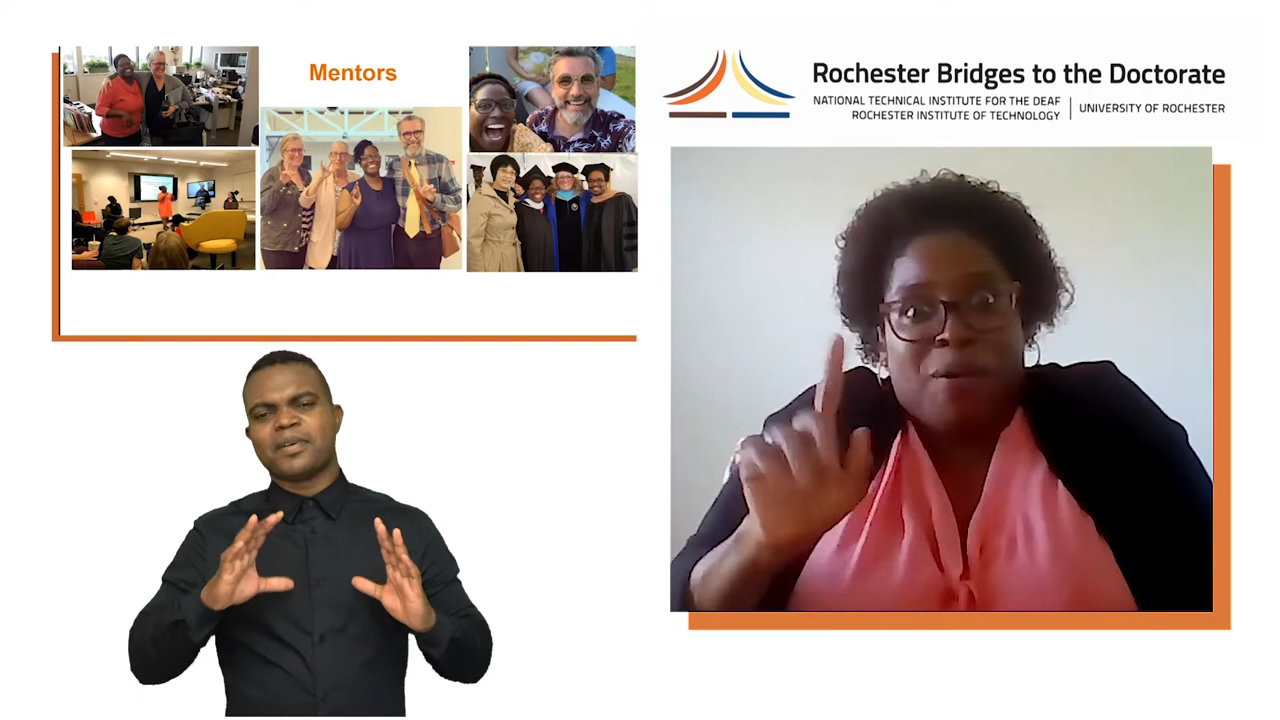 Mentors
Rochester Bridges to the Doctorate
NATIONAL TECHNICAL INSTITUTE FOR THE DEAF
ROCHESTER INSTITUTE OF TECHNOLOGY
UNIVERSITY OF ROCHESTER